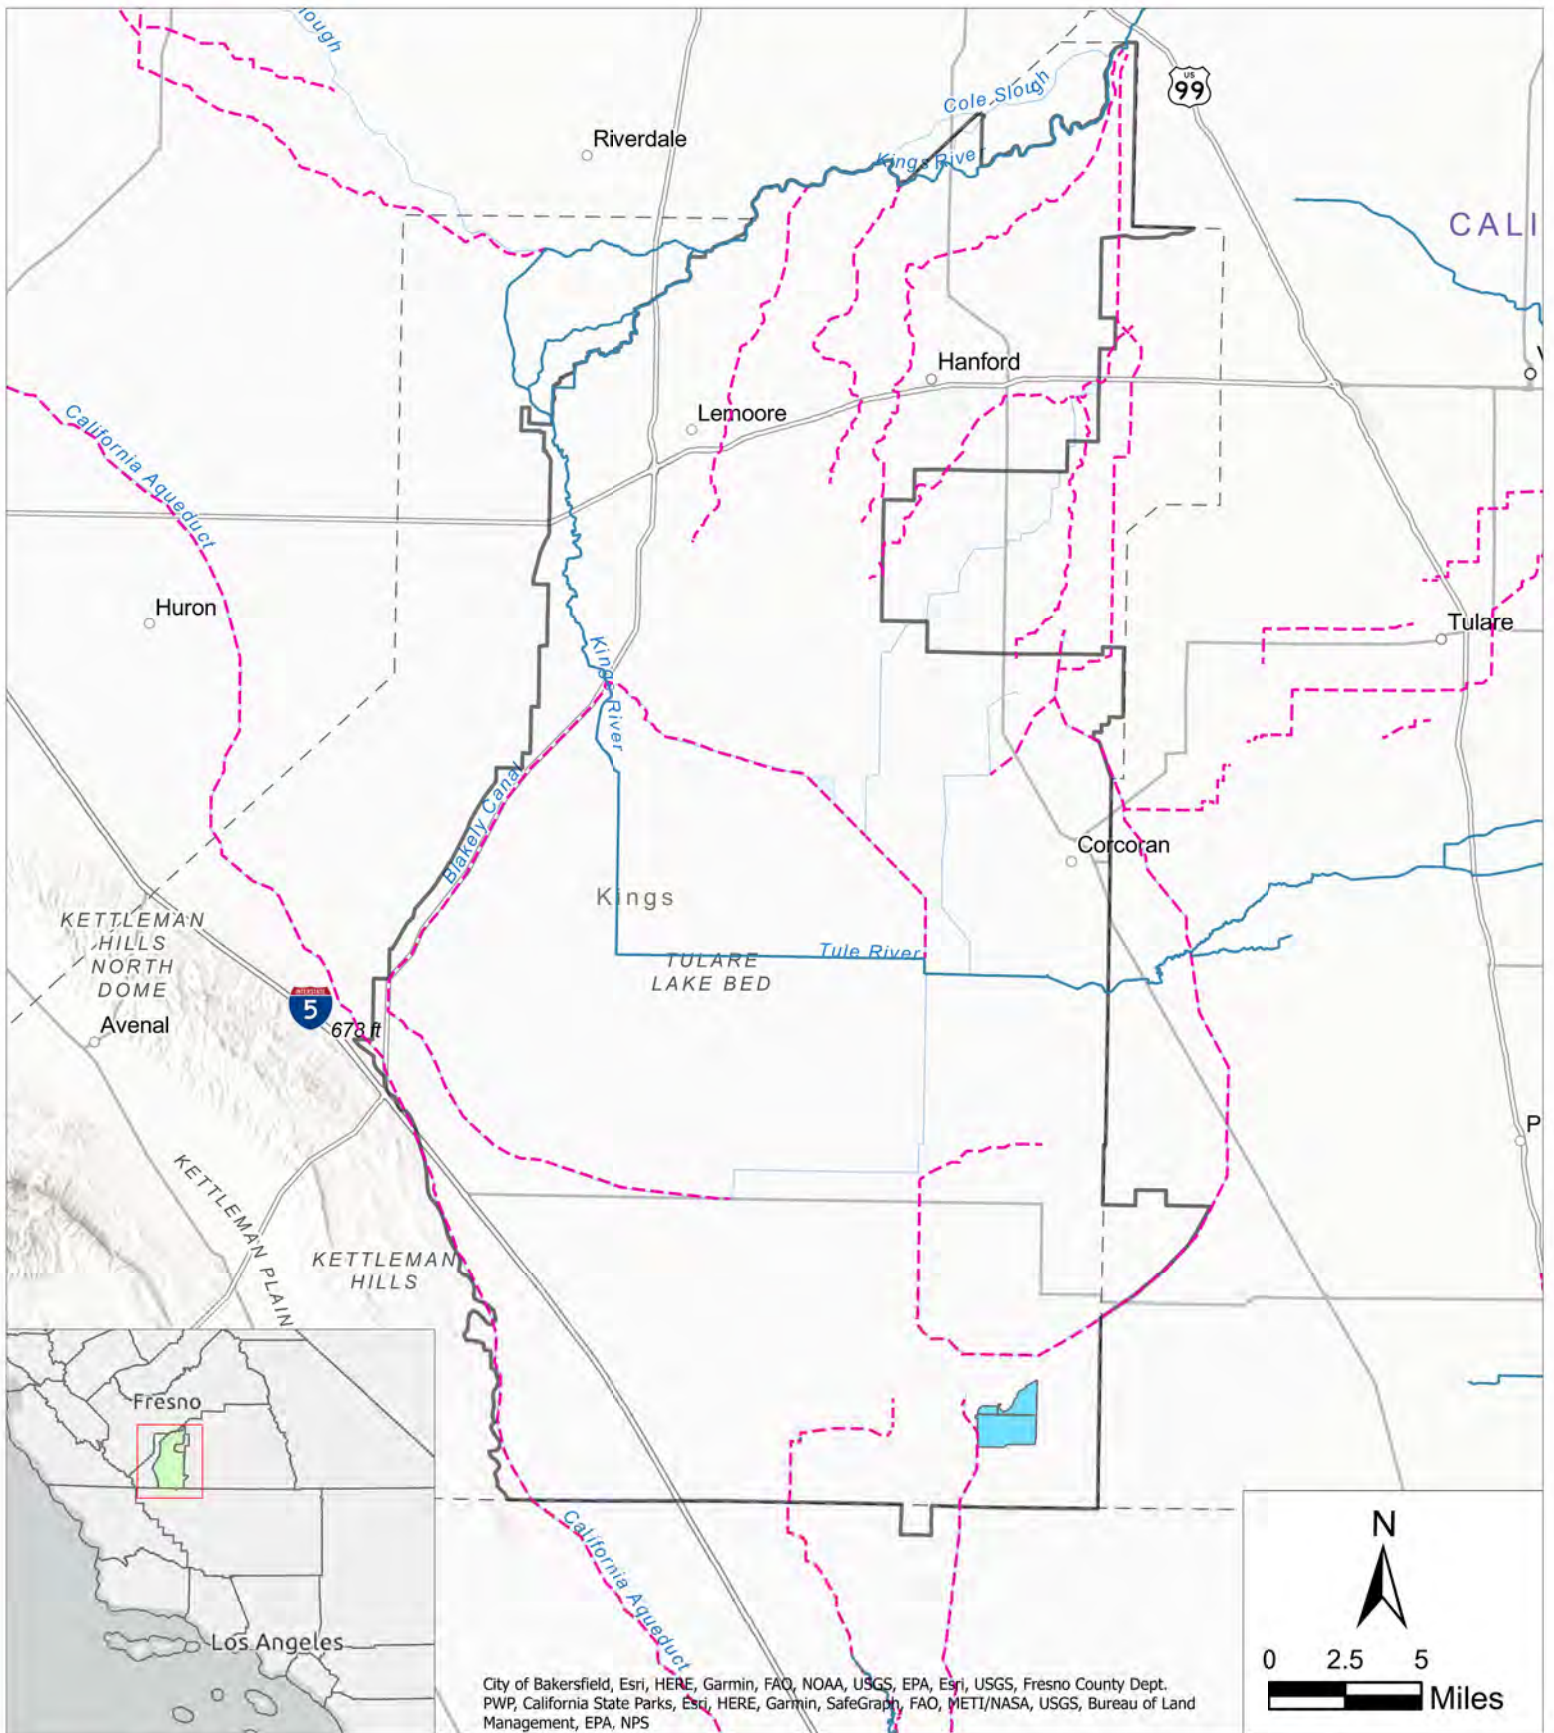 lough
Cole Slough
US
99
Riverdale
Kings River
CALI
Hanford
V
Lemoore
California Aqueduct
Huron
Tulare
Kings River
Blakely Canal
Corcoran
Kings
KETTLEMAN
HILLS
NORTH
DOME
Tule River
TULARE
LAKE BED
INTERSTATE
5
678 ft
Avenal
P
KETTLEMAN PLAIN
KETTLEMAN
HILLS
Fresno
Los Angeles
California Aqueduct
N
0 2.5 5
Miles
City of Bakersfield, Esri, HERE, Garmin, FAO, NOAA, USGS, EPA, Esri, USGS, Fresno County Dept.
PWP, California State Parks, Esri, HERE, Garmin, SafeGraph, FAO, METI/NASA, USGS, Bureau of Land
Management, EPA, NPS